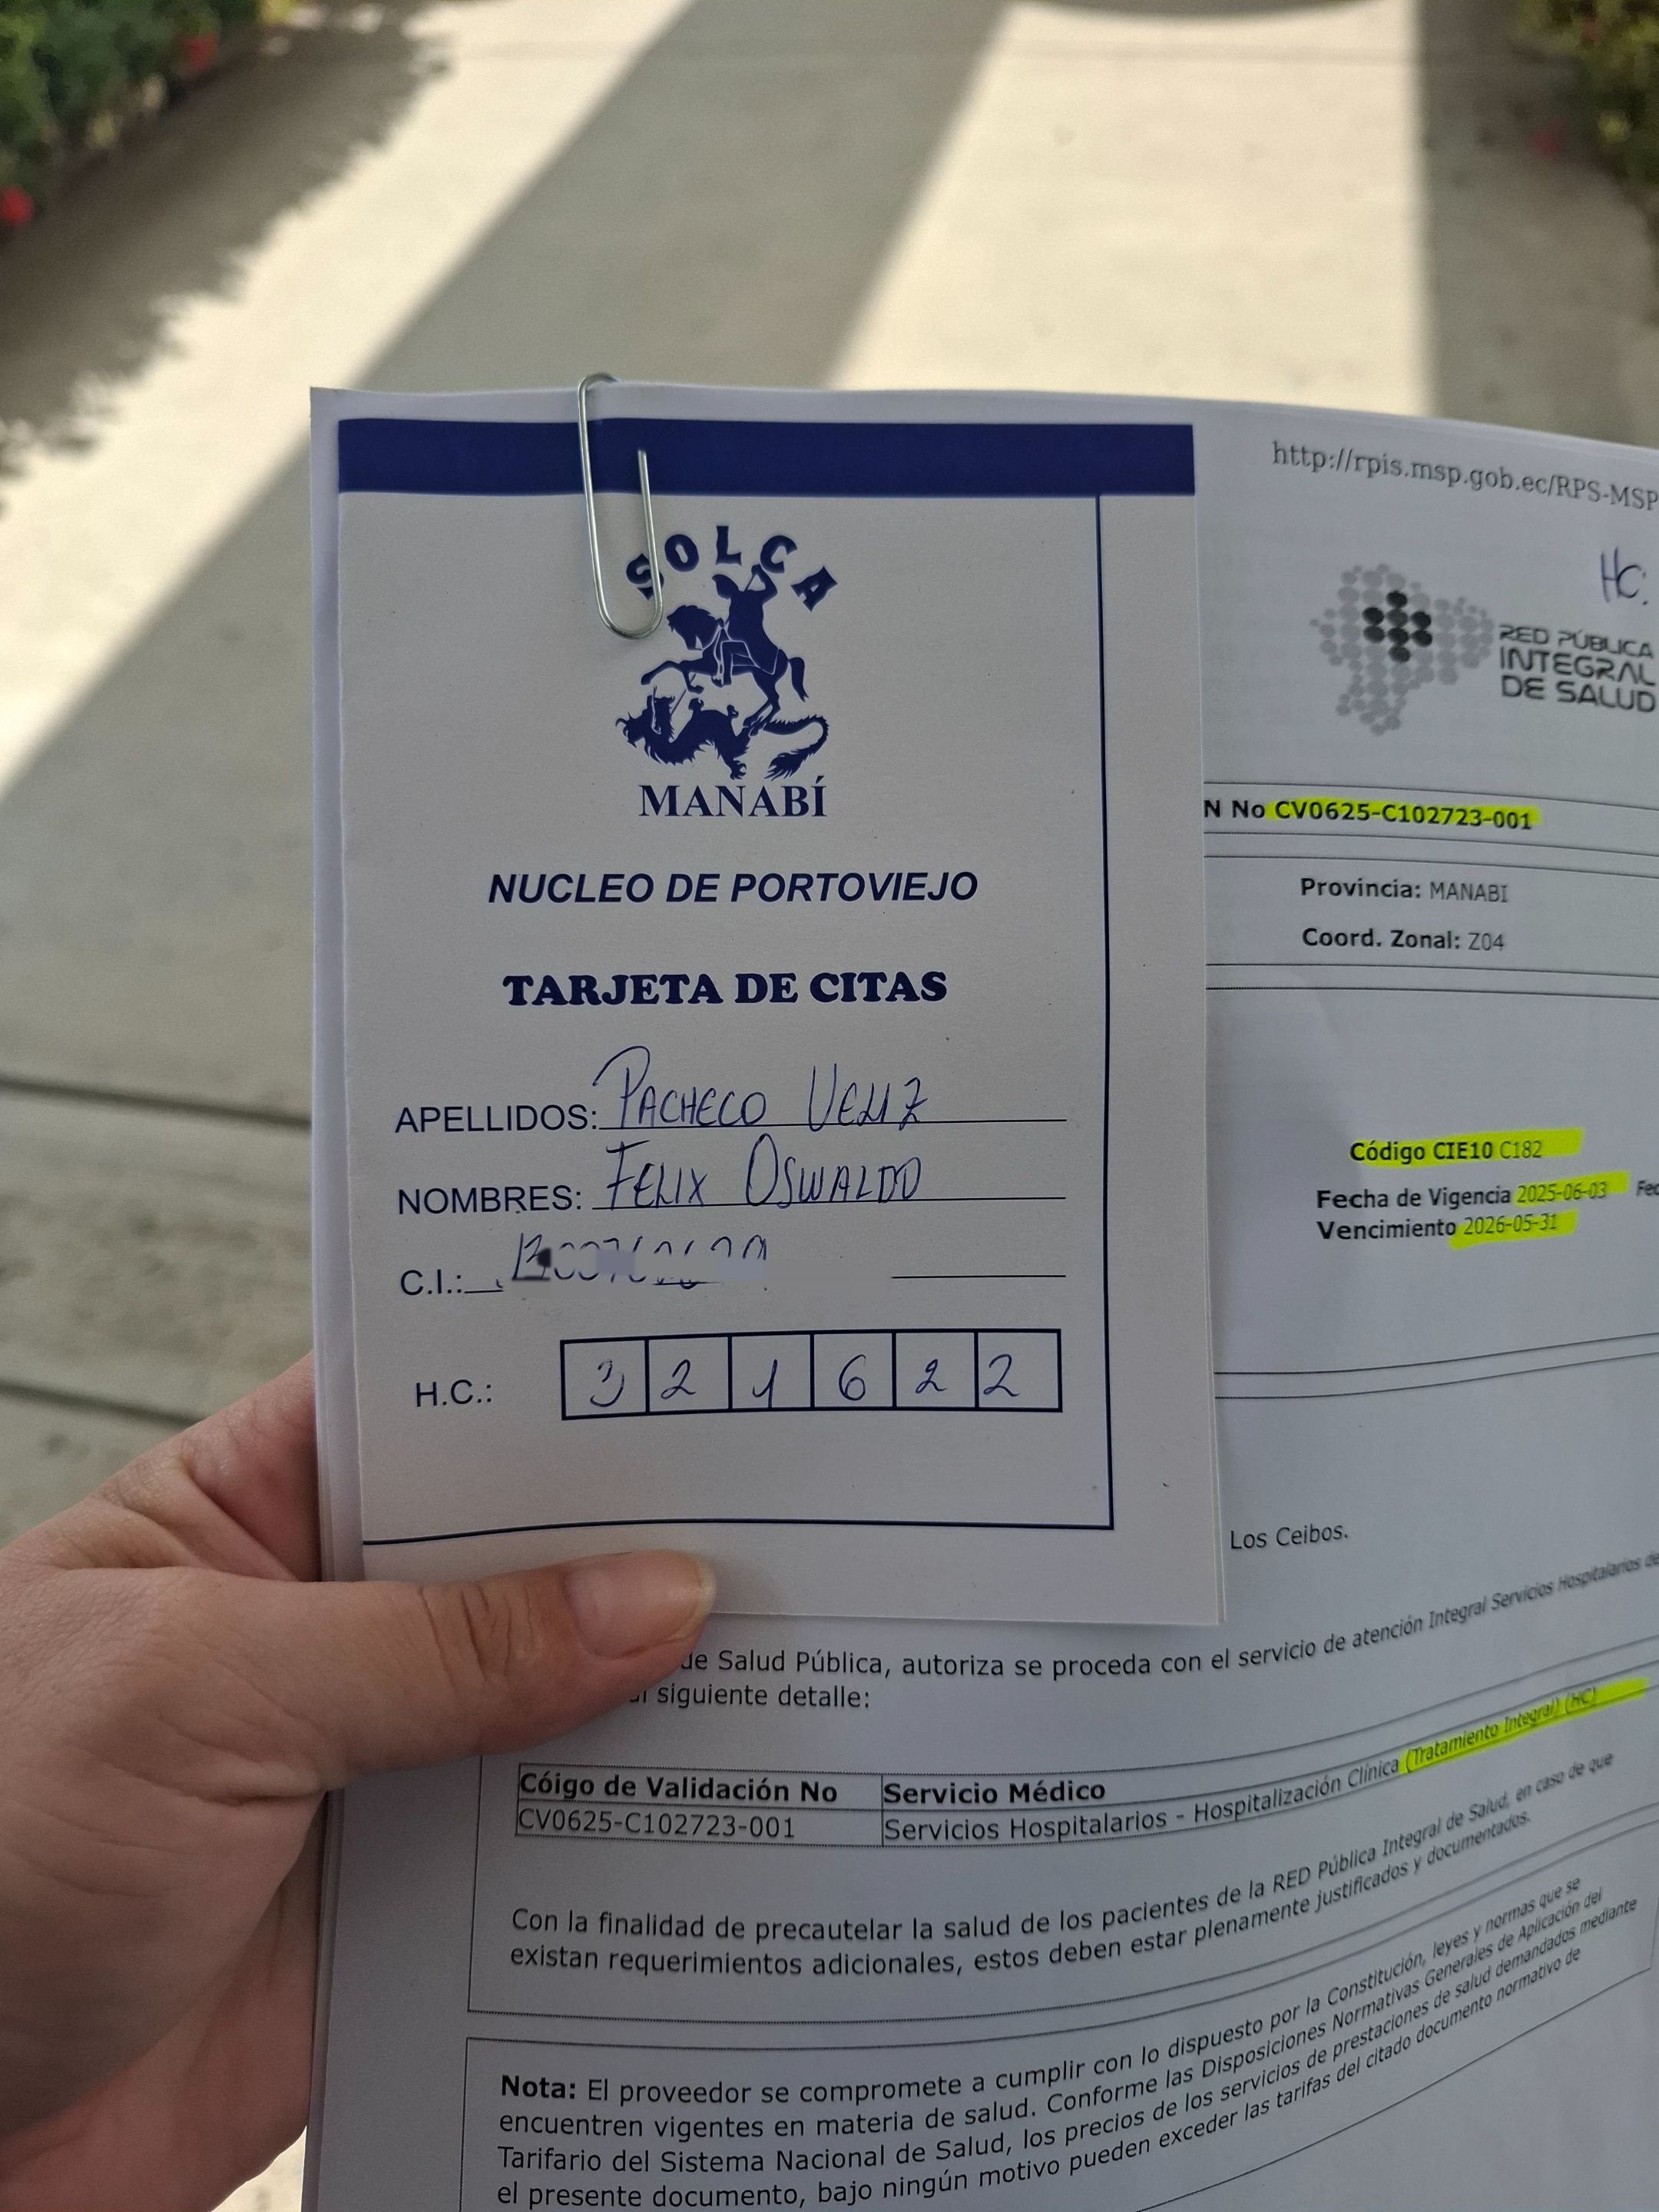 SOLCA
MANABÍ
NUCLEO DE PORTOVIEJO
TARJETA DE CITAS
APELLIDOS: PACHECO VELIZ
NOMBRES: FELIX OSWALDO
C.I.:
H.C.: 3 2 1 6 2 2
http://rpis.msp.gob.ec/RPS-MSP
HC:
RED PÚBLICA
INTEGRAL
DE SALUD
N No CV0625-C102723-001
Provincia: MANABI
Coord. Zonal: Z04
Código CIE10 C182
Fecha de Vigencia 2025-06-03 Fec
Vencimiento 2026-05-31
Los Ceibos.
de Salud Pública, autoriza se proceda con el servicio de atención Integral Servicios Hospitalarios de
al siguiente detalle:
Cóigo de Validación No Servicio Médico
CV0625-C102723-001 Servicios Hospitalarios - Hospitalización Clínica (Tratamiento Integral) (HC)
Con la finalidad de precautelar la salud de los pacientes de la RED Pública Integral de Salud, en caso de que
existan requerimientos adicionales, estos deben estar plenamente justificados y documentados.
Nota: El proveedor se compromete a cumplir con lo dispuesto por la Constitución, leyes y normas que se
encuentren vigentes en materia de salud. Conforme las Disposiciones Normativas Generales de Aplicación del
Tarifario del Sistema Nacional de Salud, los precios de los servicios de prestaciones de salud demandados mediante
el presente documento, bajo ningún motivo pueden exceder las tarifas del citado documento normativo de